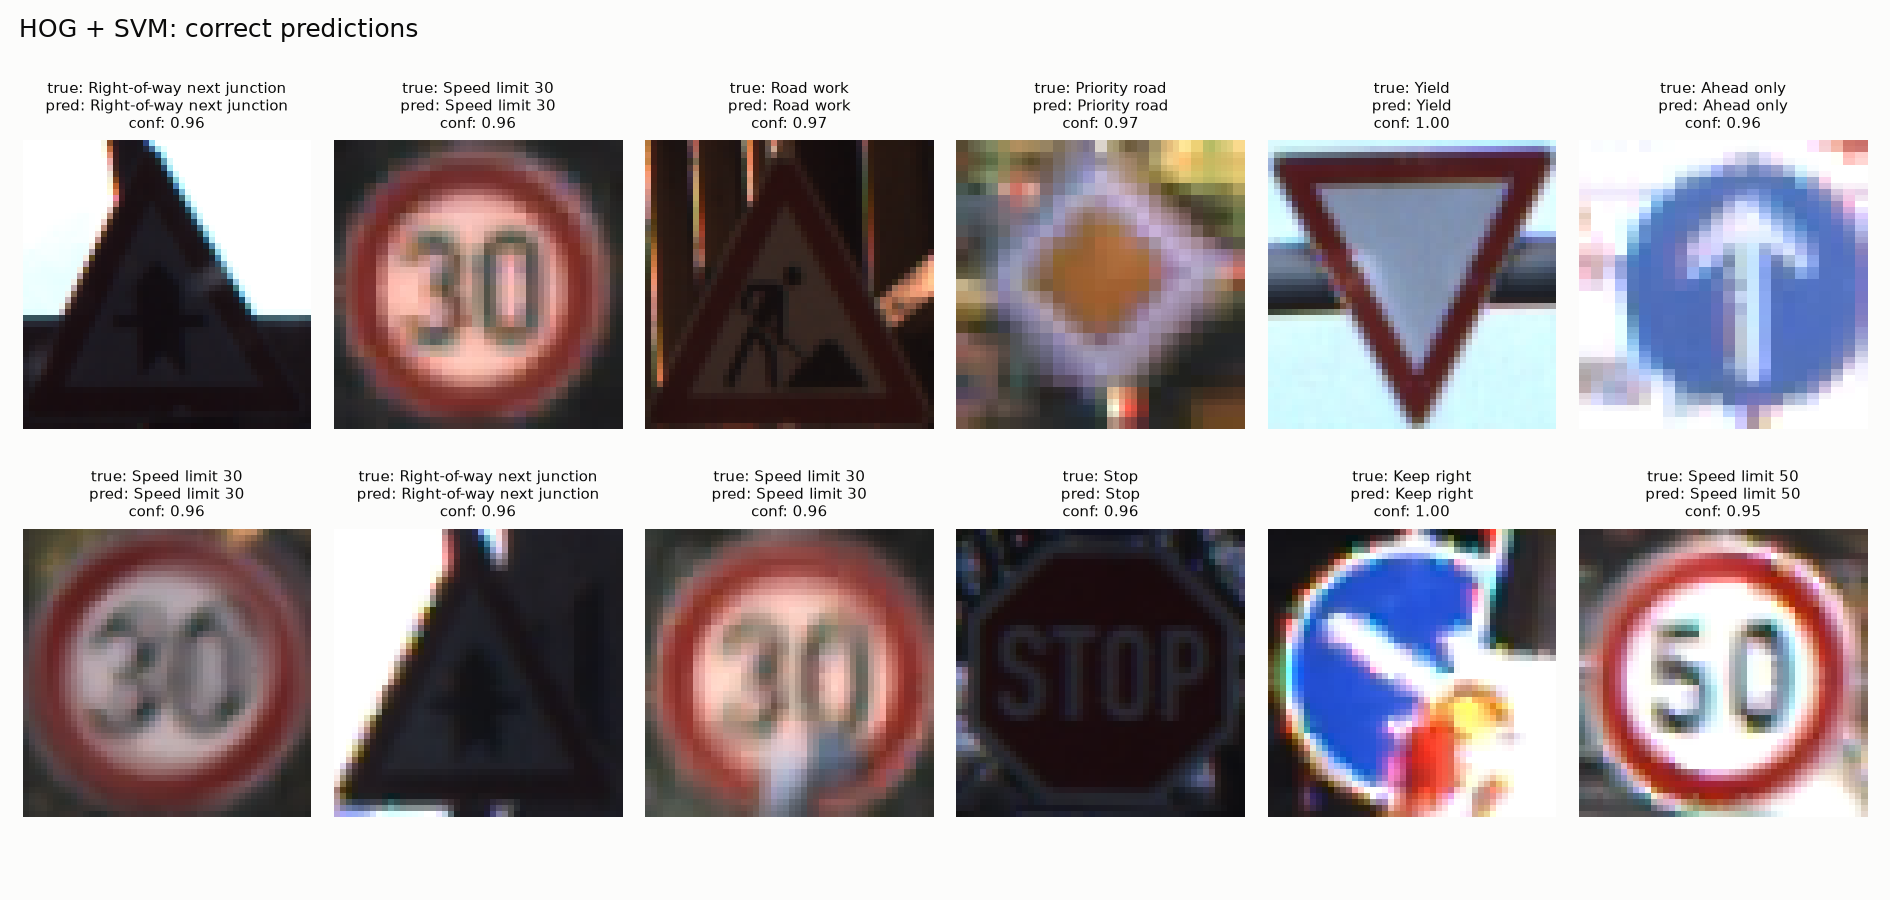 HOG + SVM: correct predictions
true: Right-of-way next junction
pred: Right-of-way next junction
conf: 0.96
true: Speed limit 30
pred: Speed limit 30
conf: 0.96
true: Road work
pred: Road work
conf: 0.97
true: Priority road
pred: Priority road
conf: 0.97
true: Yield
pred: Yield
conf: 1.00
true: Ahead only
pred: Ahead only
conf: 0.96
30
true: Speed limit 30
pred: Speed limit 30
conf: 0.96
true: Right-of-way next junction
pred: Right-of-way next junction
conf: 0.96
true: Speed limit 30
pred: Speed limit 30
conf: 0.96
true: Stop
pred: Stop
conf: 0.96
true: Keep right
pred: Keep right
conf: 1.00
true: Speed limit 50
pred: Speed limit 50
conf: 0.95
30
30
STOP
50